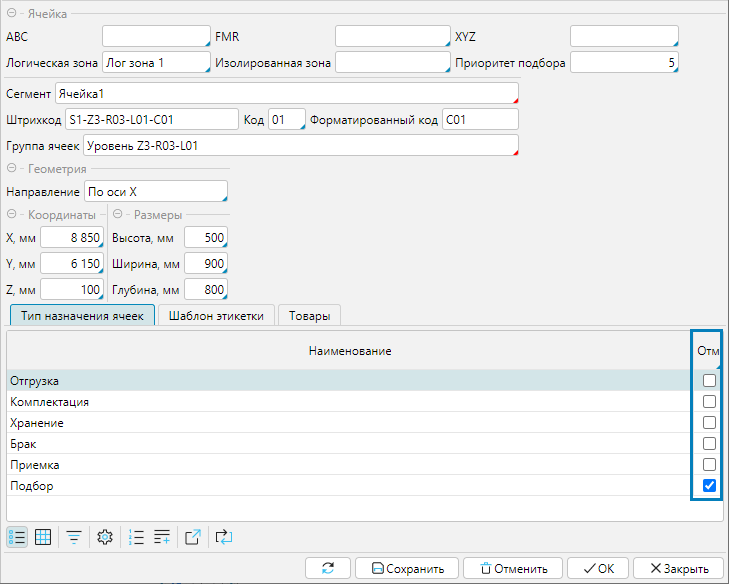 Ячейка
ABC FMR XYZ
Логическая зона Лог зона 1 Изолированная зона Приоритет подбора 5
Сегмент Ячейка1
Штрихкод S1-Z3-R03-L01-C01 Код 01 Форматированный код C01
Группа ячеек Уровень Z3-R03-L01
Геометрия
Направление По оси X
Координаты Размеры
X, мм 8 850 Высота, мм 500
Y, мм 6 150 Ширина, мм 900
Z, мм 100 Глубина, мм 800
Тип назначения ячеек Шаблон этикетки Товары
Наименование Отм
Отгрузка
Комплектация
Хранение
Брак
Приемка
Подбор
Сохранить Отменить OK Закрыть